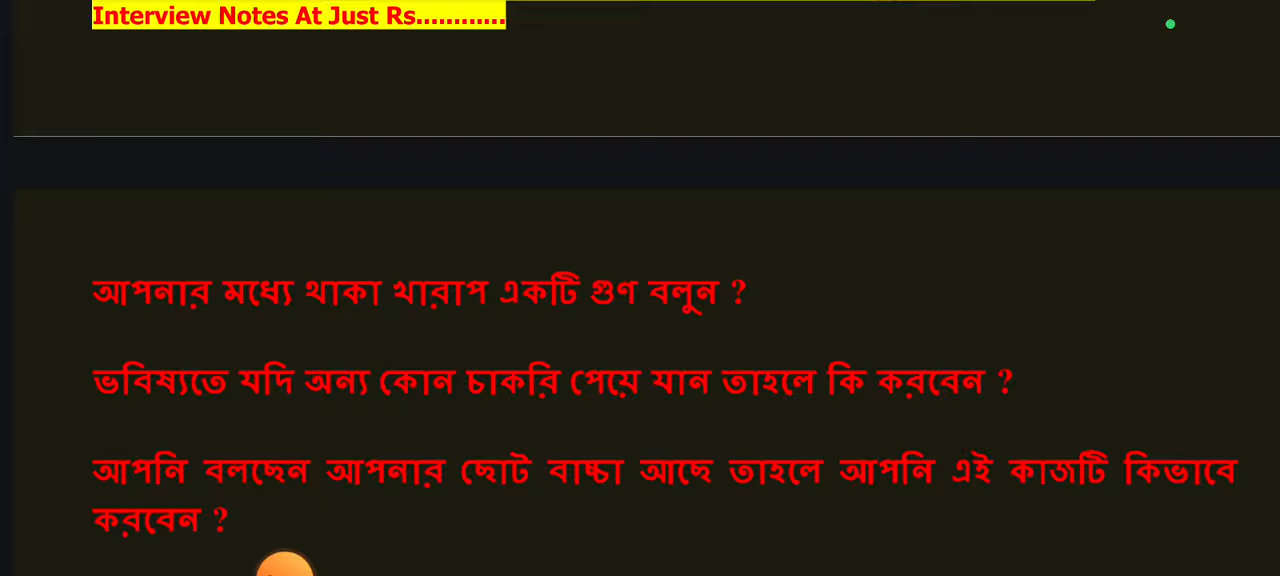 Interview Notes At Just Rs............
আপনার মধ্যে থাকা খারাপ একটি গুণ বলুন ?
ভবিষ্যতে যদি অন্য কোন চাকরি পেয়ে যান তাহলে কি করবেন ?
আপনি বলছেন আপনার ছোট বাচ্চা আছে তাহলে আপনি এই কাজটি কিভাবে
করবেন ?